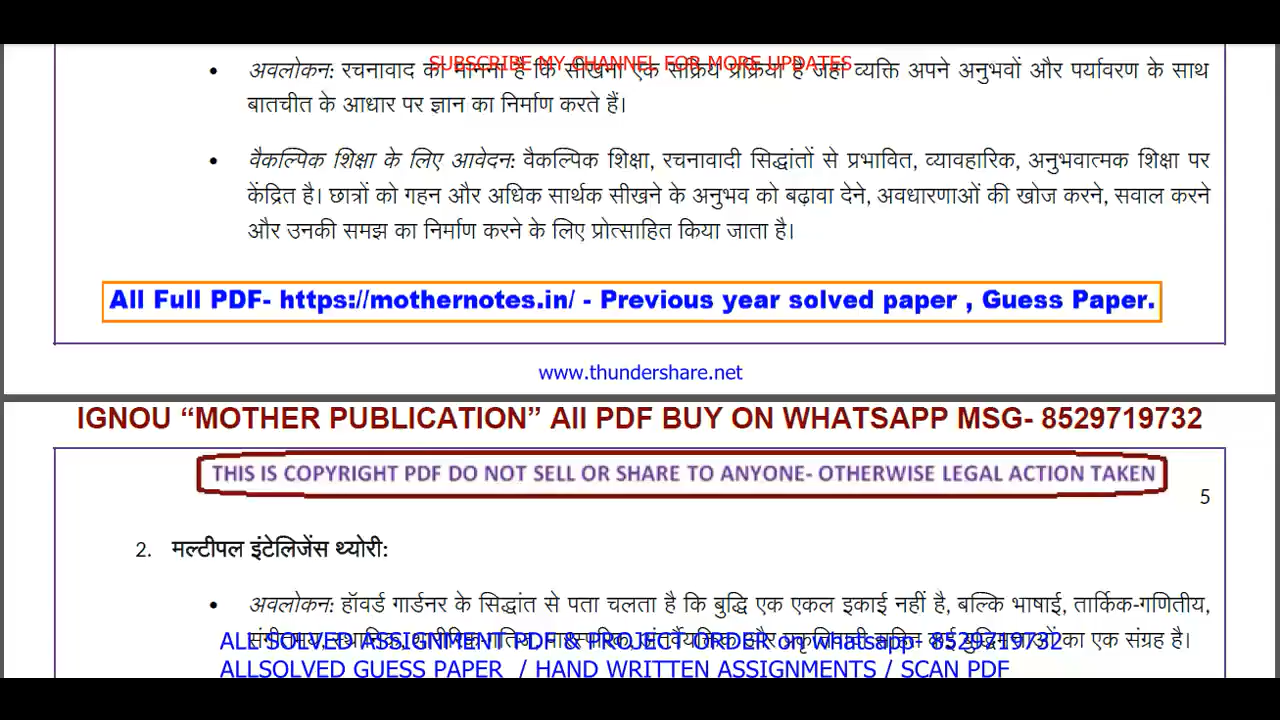 SUBSCRIBE MY CHANNEL FOR MORE UPDATES
• अवलोकन: रचनावाद का मानना है कि सीखना एक सक्रिय प्रक्रिया है जहां व्यक्ति अपने अनुभवों और पर्यावरण के साथ
बातचीत के आधार पर ज्ञान का निर्माण करते हैं।
• वैकल्पिक शिक्षा के लिए आवेदन: वैकल्पिक शिक्षा, रचनावादी सिद्धांतों से प्रभावित, व्यावहारिक, अनुभवात्मक शिक्षा पर
केंद्रित है। छात्रों को गहन और अधिक सार्थक सीखने के अनुभव को बढ़ावा देने, अवधारणाओं की खोज करने, सवाल करने
और उनकी समझ का निर्माण करने के लिए प्रोत्साहित किया जाता है।
All Full PDF- https://mothernotes.in/ - Previous year solved paper , Guess Paper.
www.thundershare.net
IGNOU “MOTHER PUBLICATION” All PDF BUY ON WHATSAPP MSG- 8529719732
THIS IS COPYRIGHT PDF DO NOT SELL OR SHARE TO ANYONE- OTHERWISE LEGAL ACTION TAKEN
5
2. मल्टीपल इंटेलिजेंस थ्योरी:
• अवलोकन: हॉवर्ड गार्डनर के सिद्धांत से पता चलता है कि बुद्धि एक एकल इकाई नहीं है, बल्कि भाषाई, तार्किक-गणितीय,
का एक संग्रह है।
ALL SOLVED ASSIGNMENT PDF & PROJECT ORDER on whatsapp- 8529719732
ALLSOLVED GUESS PAPER / HAND WRITTEN ASSIGNMENTS / SCAN PDF